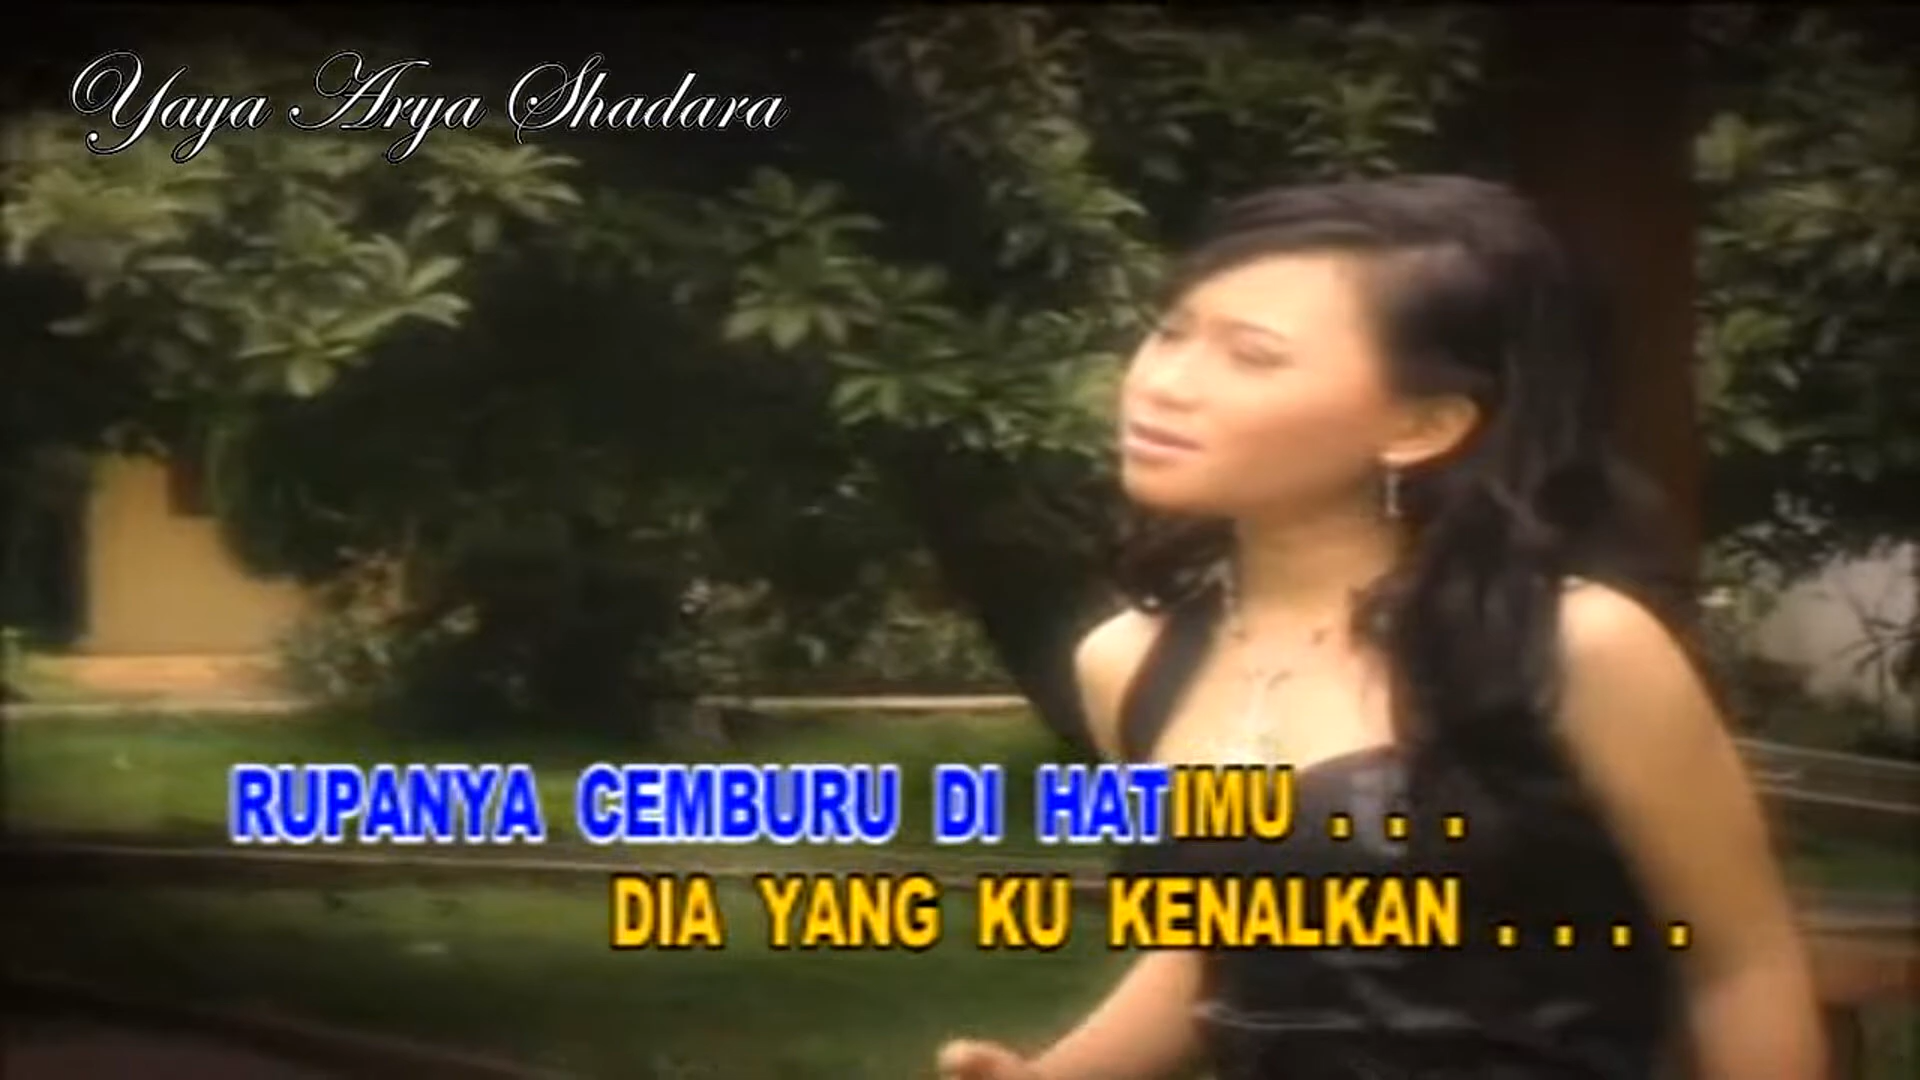 Yaya Arya Shadara
RUPANYA CEMBURU DI HATIMU . . .
DIA YANG KU KENALKAN . . . .